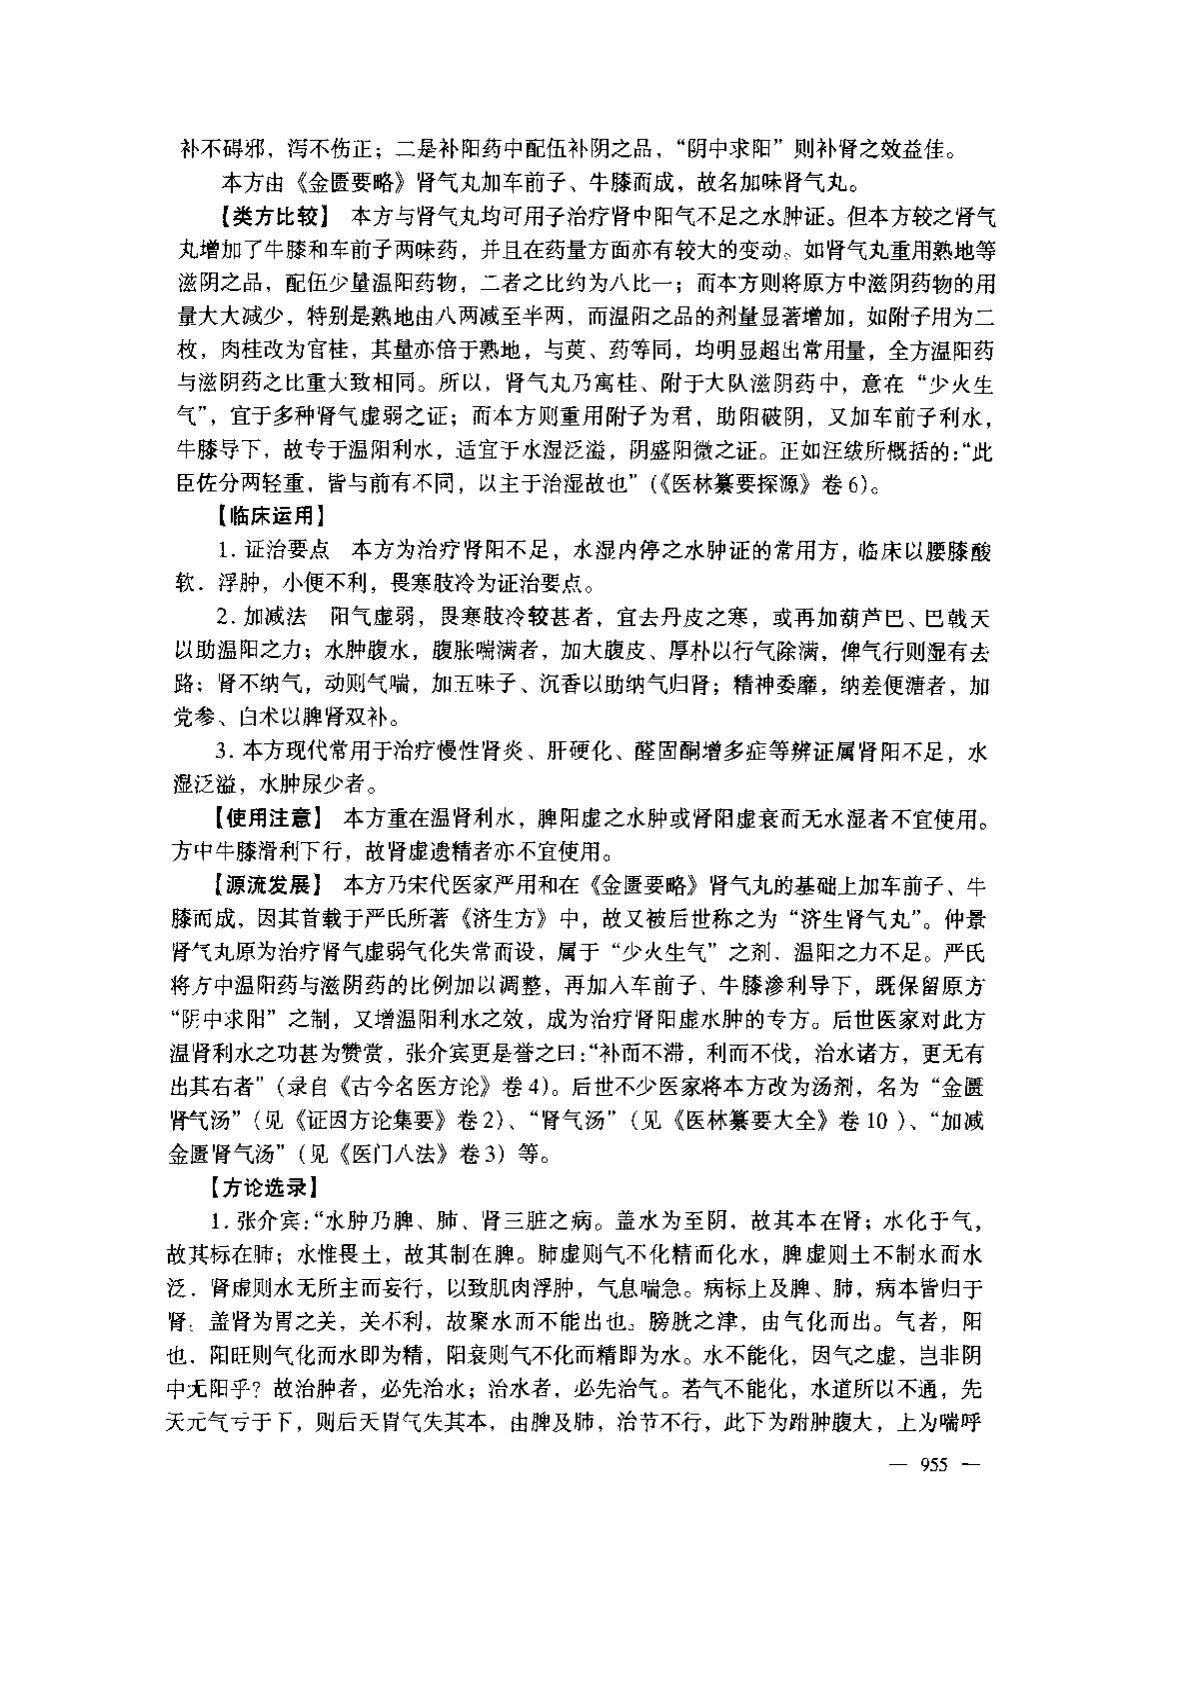 补不碍邪，泻不伤正；二是补阳药中配伍补阴之品，“阴中求阳”则补肾之效益佳。
本方由《金匮要略》肾气丸加车前子、牛膝而成，故名加味肾气丸。
【类方比较】 本方与肾气丸均可用于治疗肾中阳气不足之水肿证。但本方较之肾气
丸增加了牛膝和车前子两味药，并且在药量方面亦有较大的变动。如肾气丸重用熟地等
滋阴之品，配伍少量温阳药物，二者之比约为八比一；而本方则将原方中滋阴药物的用
量大大减少，特别是熟地由八两减至半两，而温阳之品的剂量显著增加，如附子用为二
枚，肉桂改为官桂，其量亦倍于熟地，与萸、药等同，均明显超出常用量，全方温阳药
与滋阴药之比重大致相同。所以，肾气丸乃寓桂、附于大队滋阴药中，意在“少火生
气”，宜于多种肾气虚弱之证；而本方则重用附子为君，助阳破阴，又加车前子利水，
牛膝导下，故专于温阳利水，适宜于水湿泛溢，阴盛阳微之证。正如汪绂所概括的：“此
臣佐分两轻重，皆与前有不同，以主于治湿故也”（《医林纂要探源》卷6）。
【临床运用】
1. 证治要点 本方为治疗肾阳不足，水湿内停之水肿证的常用方，临床以腰膝酸
软．浮肿，小便不利，畏寒肢冷为证治要点。
2. 加减法 阳气虚弱，畏寒肢冷较甚者，宜去丹皮之寒，或再加葫芦巴、巴戟天
以助温阳之力；水肿腹水，腹胀喘满者，加大腹皮、厚朴以行气除满，俾气行则湿有去
路；肾不纳气，动则气喘，加五味子、沉香以助纳气归肾；精神委靡，纳差便溏者，加
党参、白术以脾肾双补。
3. 本方现代常用于治疗慢性肾炎、肝硬化、醛固酮增多症等辨证属肾阳不足，水
湿泛溢，水肿尿少者。
【使用注意】 本方重在温肾利水，脾阳虚之水肿或肾阳虚衰而无水湿者不宜使用。
方中牛膝滑利下行，故肾虚遗精者亦不宜使用。
【源流发展】 本方乃宋代医家严用和在《金匮要略》肾气丸的基础上加车前子、牛
膝而成，因其首载于严氏所著《济生方》中，故又被后世称之为“济生肾气丸”。仲景
肾气丸原为治疗肾气虚弱气化失常而设，属于“少火生气”之剂，温阳之力不足。严氏
将方中温阳药与滋阴药的比例加以调整，再加入车前子、牛膝渗利导下，既保留原方
“阴中求阳”之制，又增温阳利水之效，成为治疗肾阳虚水肿的专方。后世医家对此方
温肾利水之功甚为赞赏，张介宾更是誉之曰：“补而不滞，利而不伐，治水诸方，更无有
出其右者”（录自《古今名医方论》卷4）。后世不少医家将本方改为汤剂，名为“金匮
肾气汤”（见《证因方论集要》卷2）、“肾气汤”（见《医林纂要大全》卷10 ）、“加减
金匮肾气汤”（见《医门八法》卷3）等。
【方论选录】
1. 张介宾：“水肿乃脾、肺、肾三脏之病。盖水为至阴，故其本在肾；水化于气，
故其标在肺；水惟畏土，故其制在脾。肺虚则气不化精而化水，脾虚则土不制水而水
泛．肾虚则水无所主而妄行，以致肌肉浮肿，气息喘急。病标上及脾、肺，病本皆归于
肾。盖肾为胃之关，关不利，故聚水而不能出也。膀胱之津，由气化而出。气者，阳
也．阳旺则气化而水即为精，阳衰则气不化而精即为水。水不能化，因气之虚，岂非阴
中无阳乎？故治肿者，必先治水；治水者，必先治气。若气不能化，水道所以不通，先
天元气亏于下，则后天胃气失其本，由脾及肺，治节不行，此下为跗肿腹大，上为喘呼
— 955 —